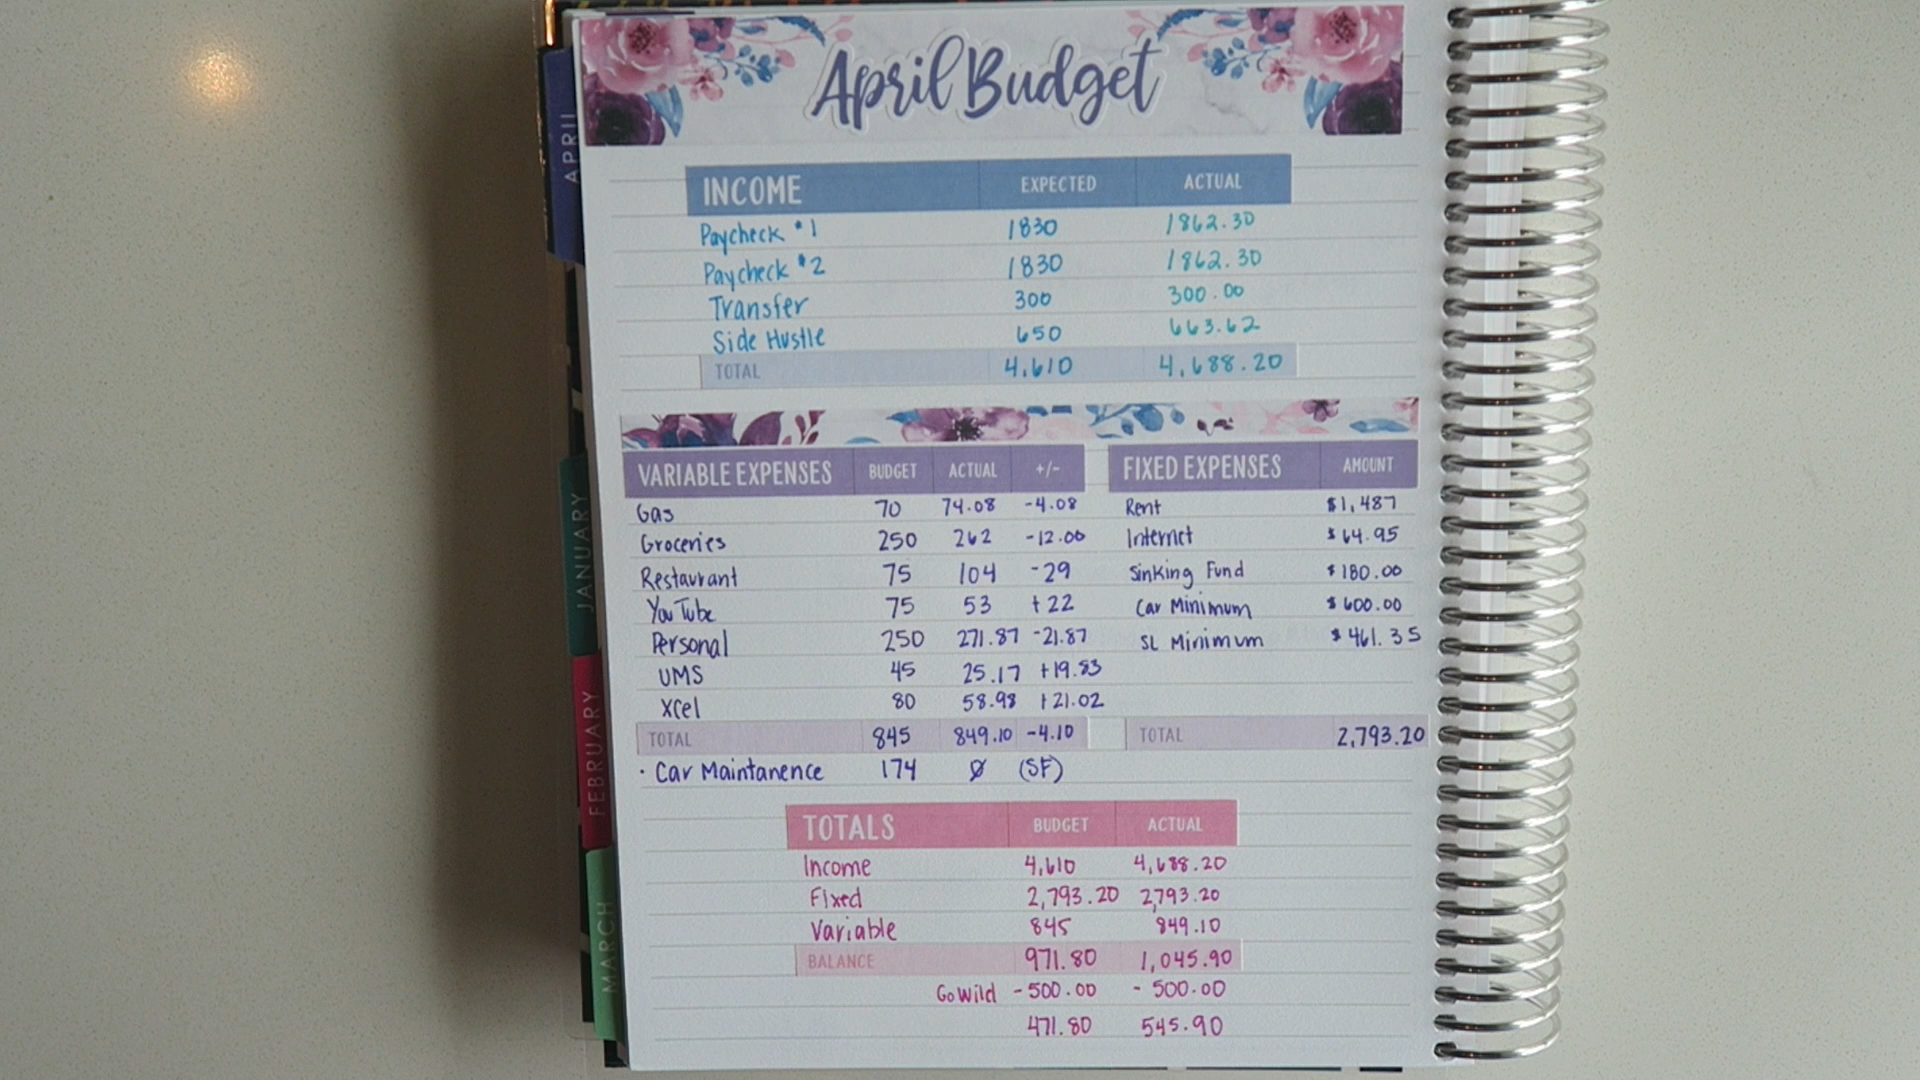 April Budget
APRIL
INCOME EXPECTED ACTUAL
Paycheck #1 1830 1862.30
Paycheck #2 1830 1862.30
Transfer 300 300.00
Side Hustle 650 663.62
TOTAL 4,610 4,688.20
VARIABLE EXPENSES BUDGET ACTUAL +/-
Gas 70 74.08 -4.08
Groceries 250 262 -12.00
Restaurant 75 104 -29
YouTube 75 53 +22
Personal 250 271.87 -21.87
UMS 45 25.17 +19.83
Xcel 80 58.98 +21.02
TOTAL 845 849.10 -4.10
· Car Maintanence 174 Ø (SF)
FIXED EXPENSES AMOUNT
Rent $1,487
Internet $64.95
Sinking Fund $180.00
Car Minimum $600.00
SL Minimum $461.35
TOTAL 2,793.20
JANUARY
FEBRUARY
MARCH
TOTALS BUDGET ACTUAL
Income 4,610 4,688.20
Fixed 2,793.20 2,793.20
Variable 845 849.10
BALANCE 971.80 1,045.90
Go Wild -500.00 -500.00
471.80 545.90